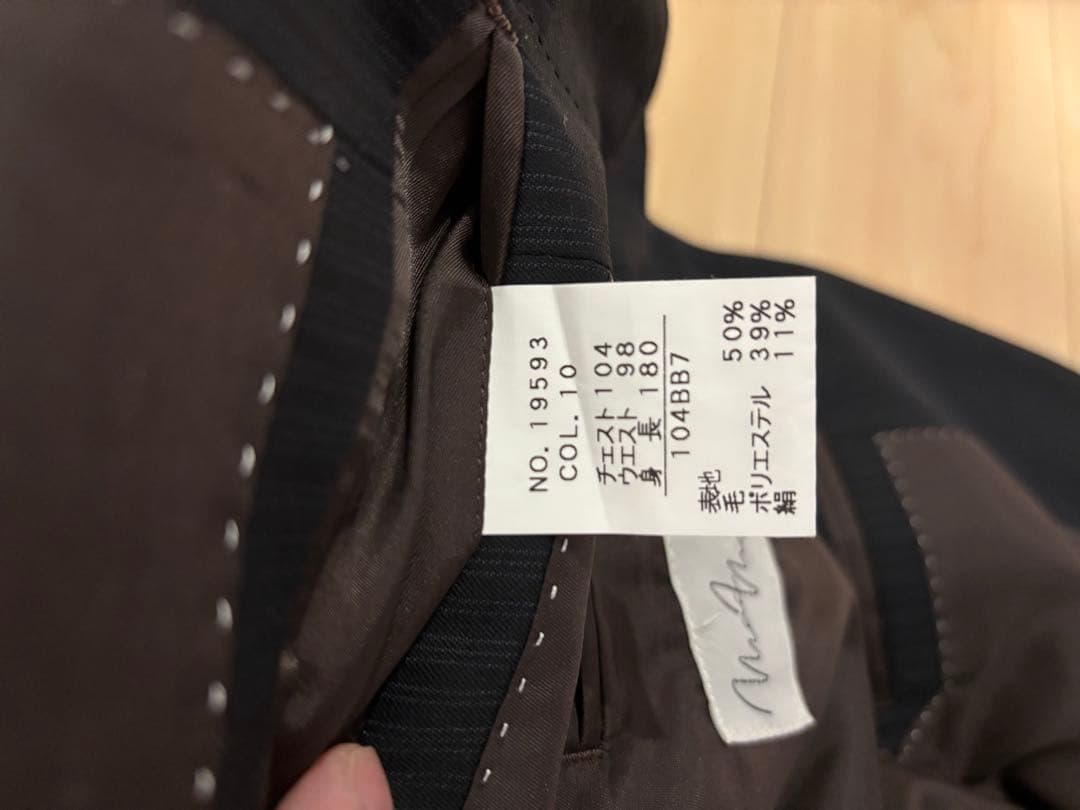 NO. 19593
COL. 10
チェスト 104
ウエスト 98
身長 180
104BB7
表地
毛 50%
ポリエステル 39%
絹 11%